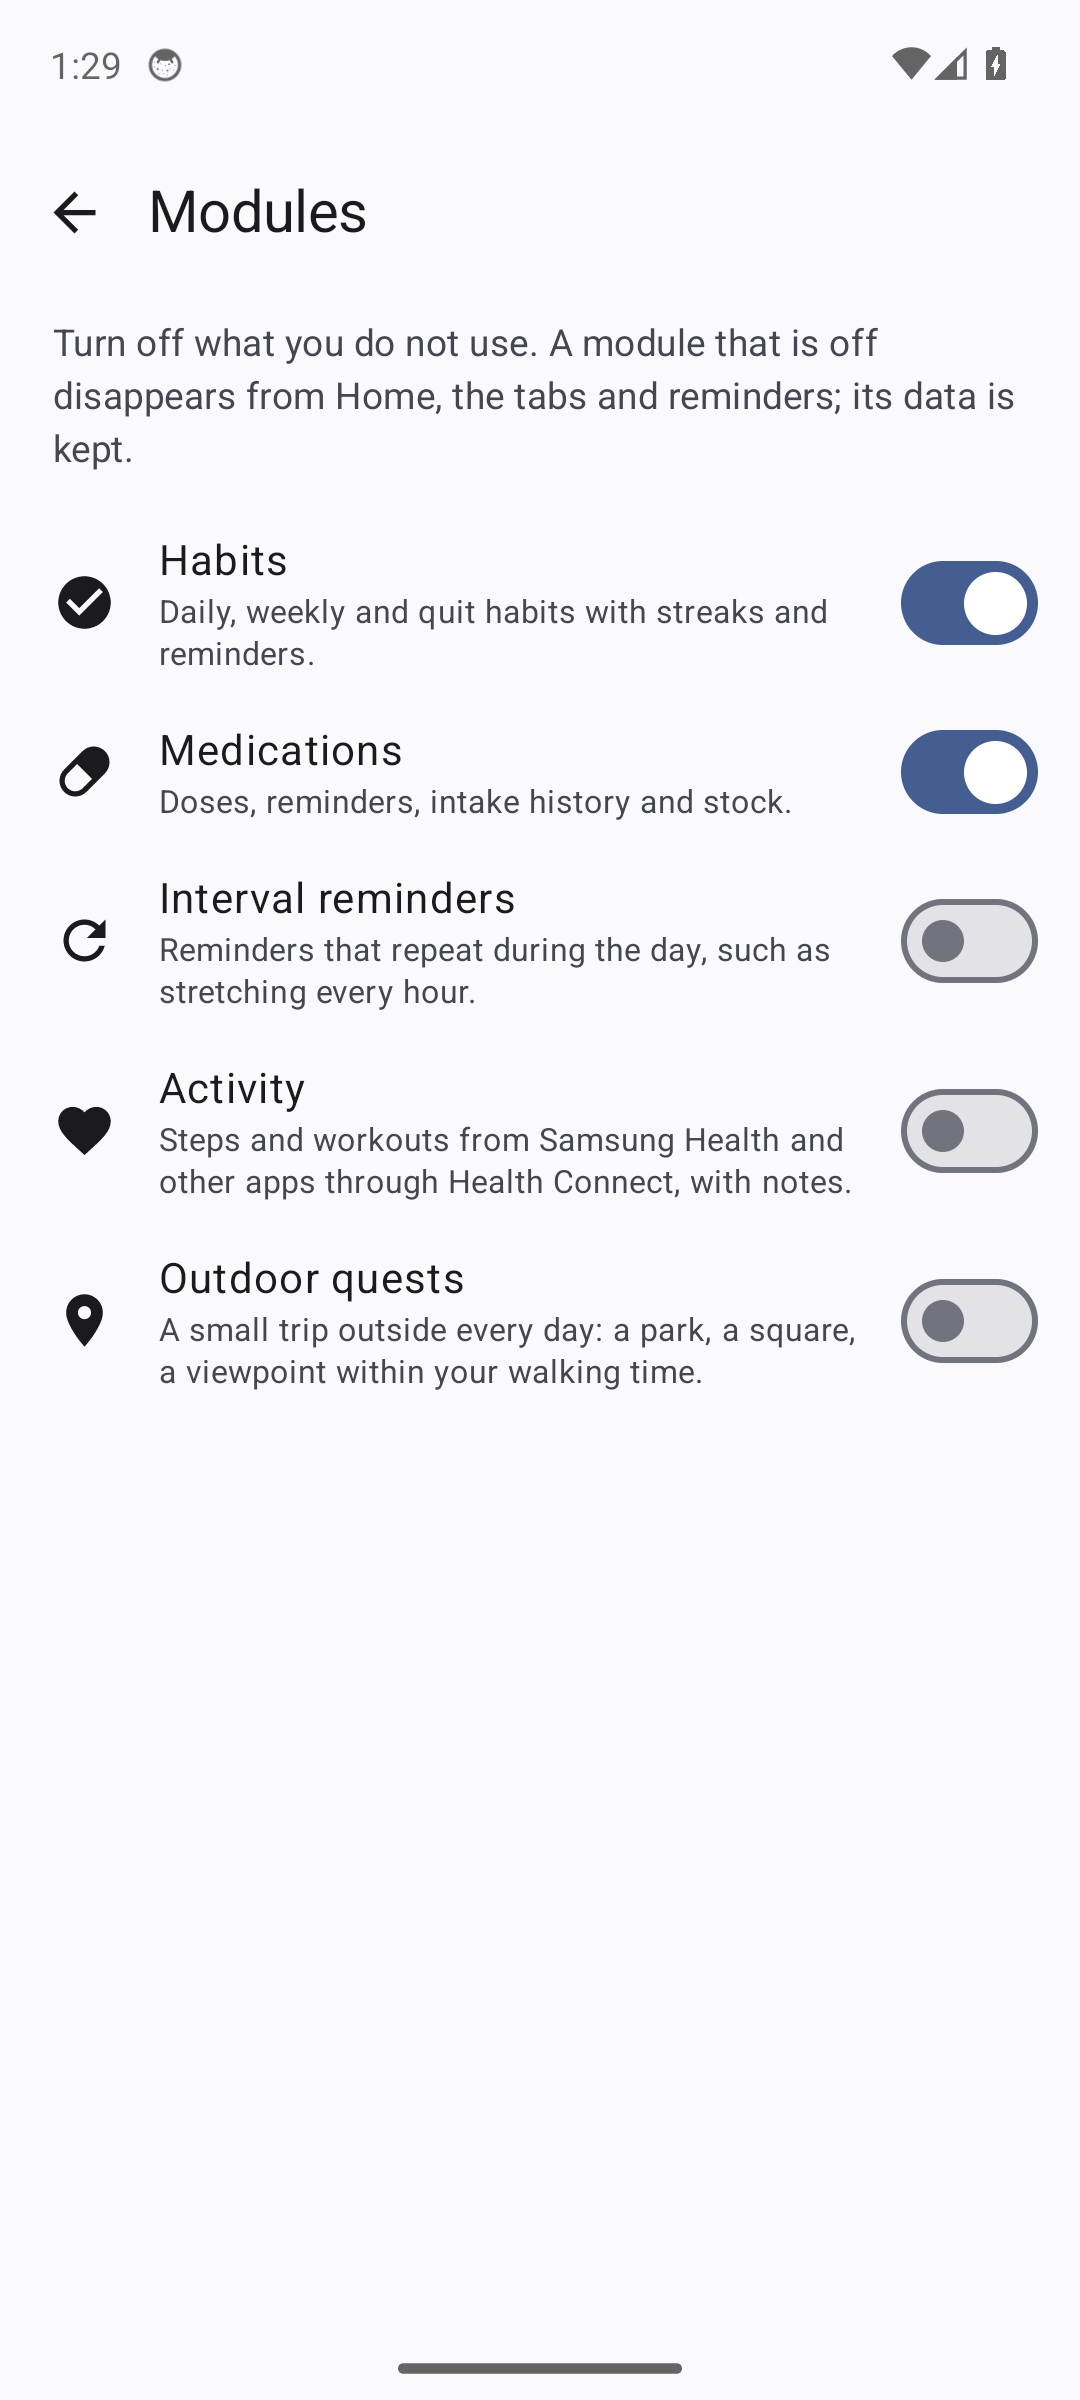 1:29
Modules
Turn off what you do not use. A module that is off
disappears from Home, the tabs and reminders; its data is
kept.
Habits
Daily, weekly and quit habits with streaks and
reminders.
Medications
Doses, reminders, intake history and stock.
Interval reminders
Reminders that repeat during the day, such as
stretching every hour.
Activity
Steps and workouts from Samsung Health and
other apps through Health Connect, with notes.
Outdoor quests
A small trip outside every day: a park, a square,
a viewpoint within your walking time.